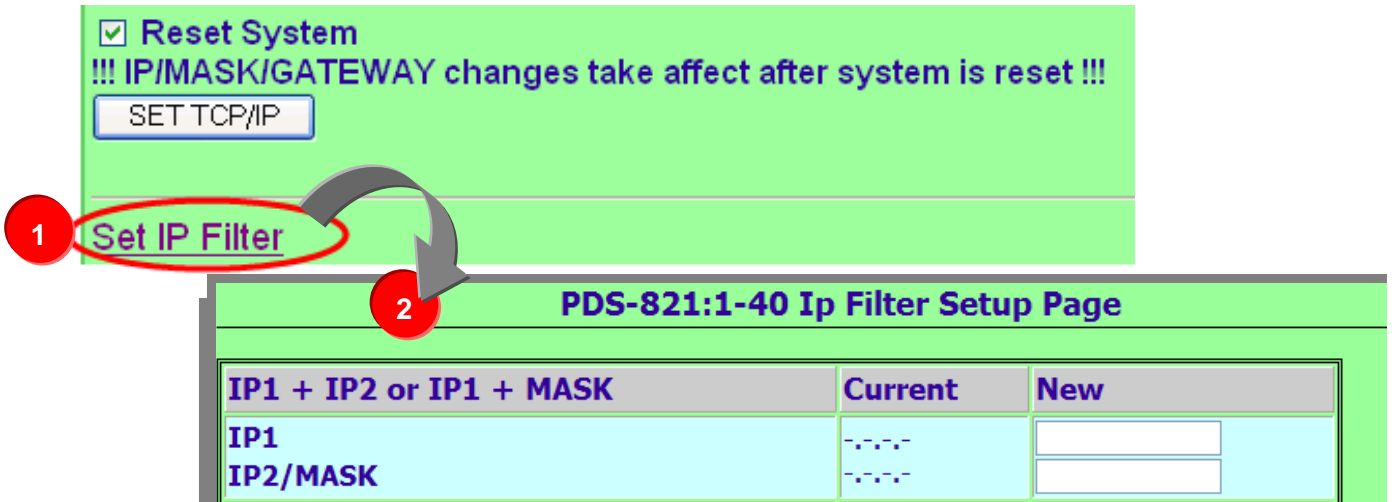 Reset System
!!! IP/MASK/GATEWAY changes take affect after system is reset !!!
SET TCP/IP
1
Set IP Filter
2
PDS-821:1-40 Ip Filter Setup Page
IP1 + IP2 or IP1 + MASK Current New
IP1 -.-.-.-
IP2/MASK -.-.-.-